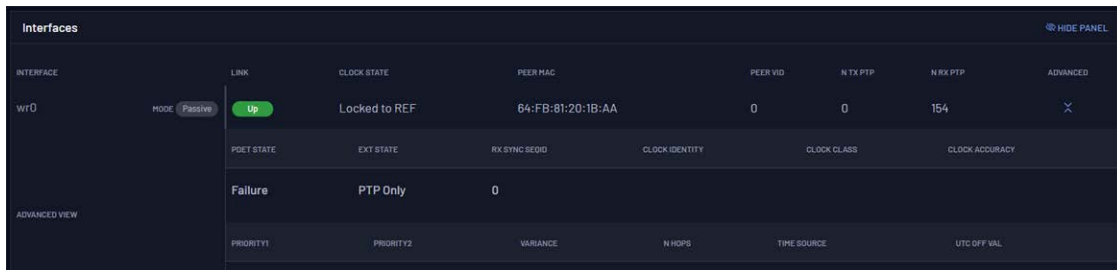 Interfaces HIDE PANEL
INTERFACE LINK CLOCK STATE PEER MAC PEER VID N TX PTP N RX PTP ADVANCED
wr0 MODE Passive Up Locked to REF 64:FB:81:20:1B:AA 0 0 154
PDET STATE EXT STATE RX SYNC SEQID CLOCK IDENTITY CLOCK CLASS CLOCK ACCURACY
Failure PTP Only 0
ADVANCED VIEW
PRIORITY1 PRIORITY2 VARIANCE N HOPS TIME SOURCE UTC OFF VAL